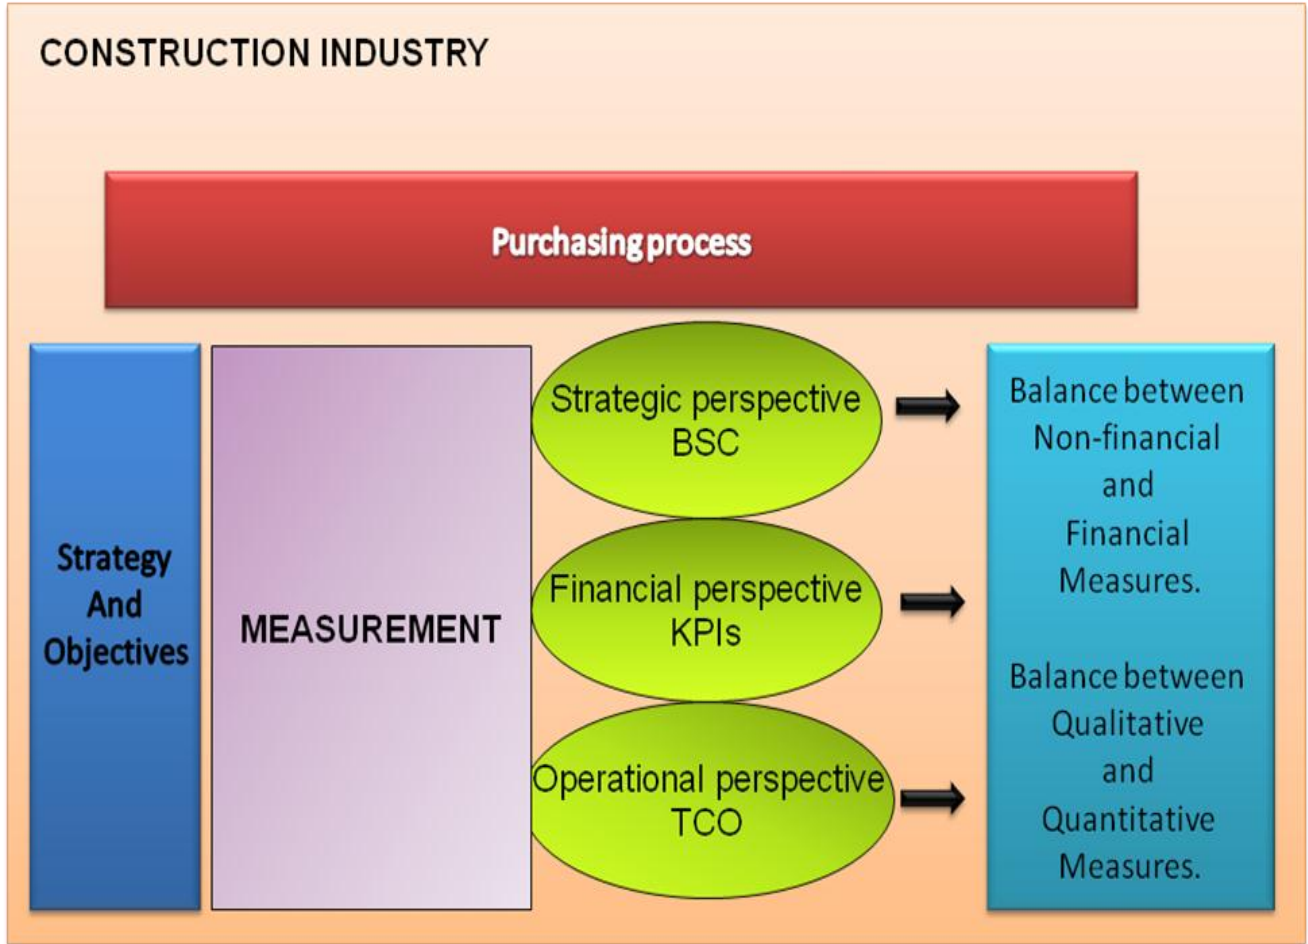 CONSTRUCTION INDUSTRY
Purchasing process
Strategy
And
Objectives
MEASUREMENT
Strategic perspective
BSC
Financial perspective
KPIs
Operational perspective
TCO
Balance between
Non-financial
and
Financial
Measures.
Balance between
Qualitative
and
Quantitative
Measures.